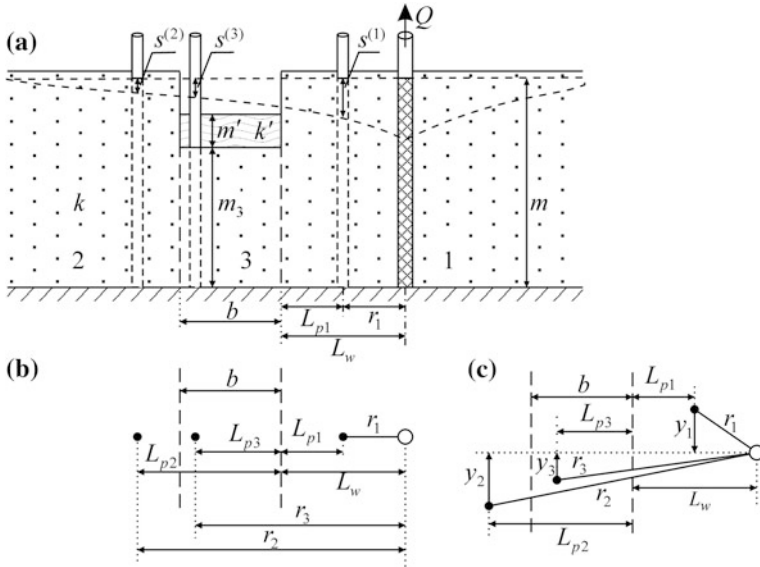 (a)
s(2)
s(3)
s(1)
Q
m′ k′
k
m3
m
2
3
1
b
Lp1
r1
Lw
(b)
b
Lp3
Lp1
r1
Lp2
Lw
r3
r2
(c)
b
Lp1
Lp3
y1
r1
y2
y3
r3
r2
Lw
Lp2